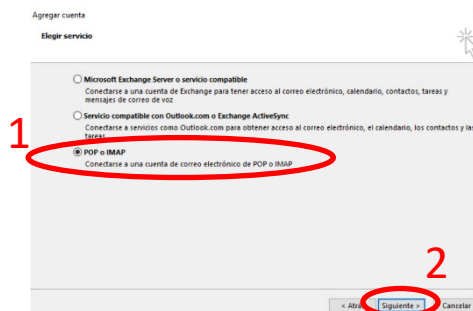 Agregar cuenta
Elegir servicio
Microsoft Exchange Server o servicio compatible
Conectarse a una cuenta de Exchange para tener acceso al correo electrónico, calendario, contactos, tareas y
mensajes de correo de voz
Servicio compatible con Outlook.com o Exchange ActiveSync
Conectarse a servicios como Outlook.com para obtener acceso al correo electrónico, el calendario, los contactos y las
tareas
1
POP o IMAP
Conectarse a una cuenta de correo electrónico de POP o IMAP
2
< Atrás Siguiente > Cancelar